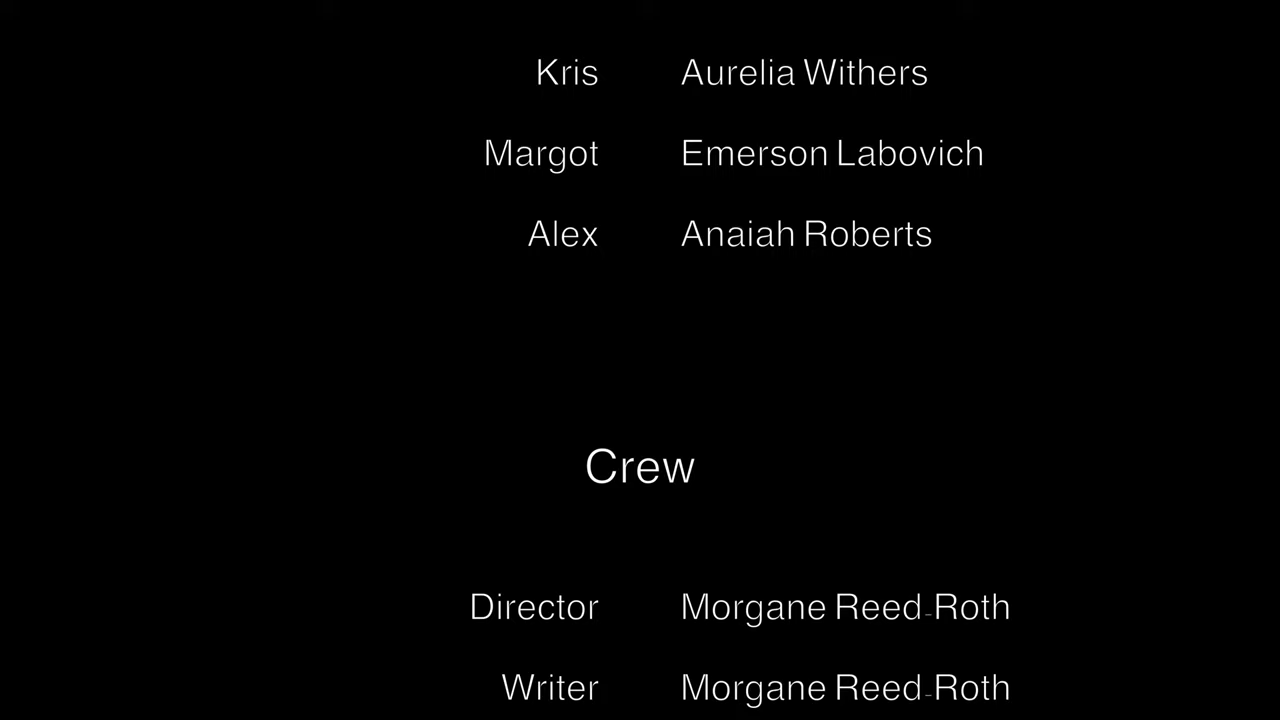 Kris Aurelia Withers
Margot Emerson Labovich
Alex Anaiah Roberts
Crew
Director Morgane Reed-Roth
Writer Morgane Reed-Roth